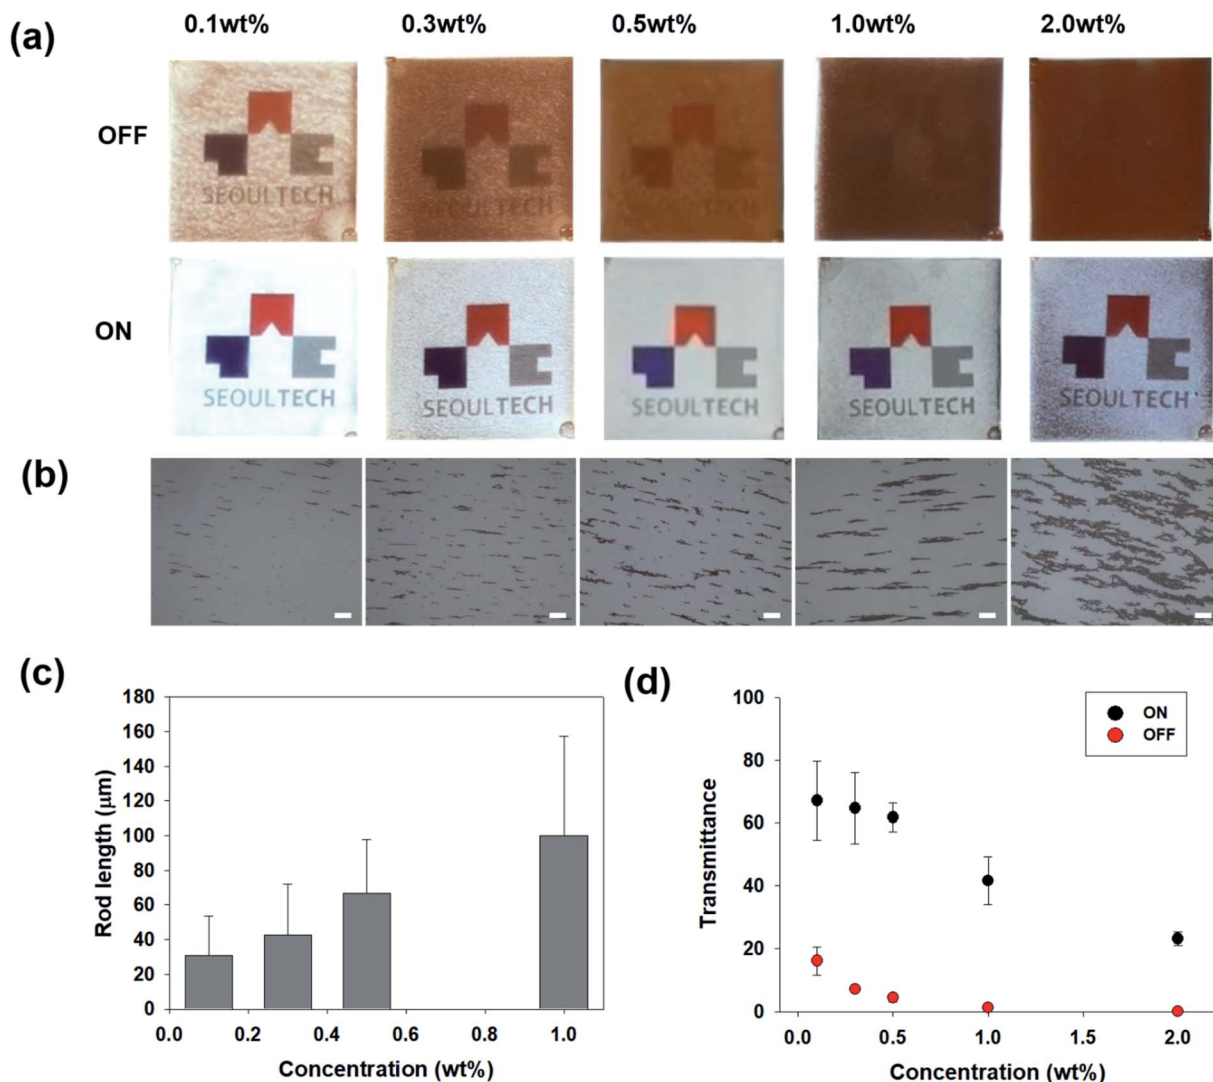 (a)
0.1wt% 0.3wt% 0.5wt% 1.0wt% 2.0wt%
OFF
SEOULTECH
SEOULTECH
ON
SEOULTECH
SEOULTECH
SEOULTECH
SEOULTECH
SEOULTECH
(b)
(c)
180
160
140
120
100
80
60
40
20
0
Rod length (μm)
0.0 0.2 0.4 0.6 0.8 1.0
Concentration (wt%)
(d)
100
80
60
40
20
0
Transmittance
ON
OFF
0.0 0.5 1.0 1.5 2.0
Concentration (wt%)